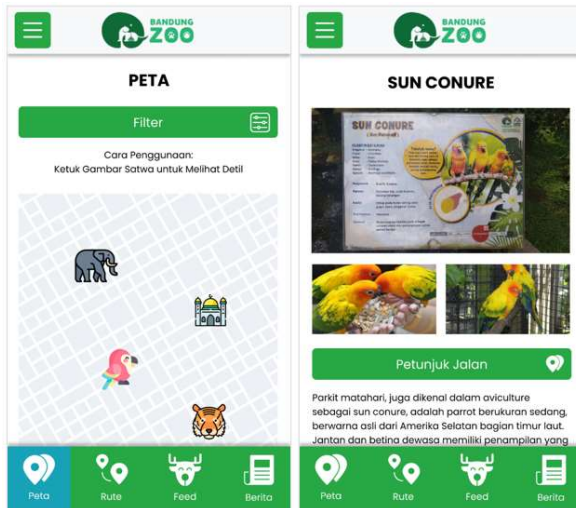 BANDUNG
ZOO
PETA
Filter
Cara Penggunaan:
Ketuk Gambar Satwa untuk Melihat Detil
Peta
Rute
Feed
Berita
BANDUNG
ZOO
SUN CONURE
SUN CONURE
Petunjuk Jalan
Parkit matahari, juga dikenal dalam aviculture
sebagai sun conure, adalah parrot berukuran sedang,
berwarna asli dari Amerika Selatan bagian timur laut.
Jantan dan betina dewasa memiliki penampilan yang
Peta
Rute
Feed
Berita